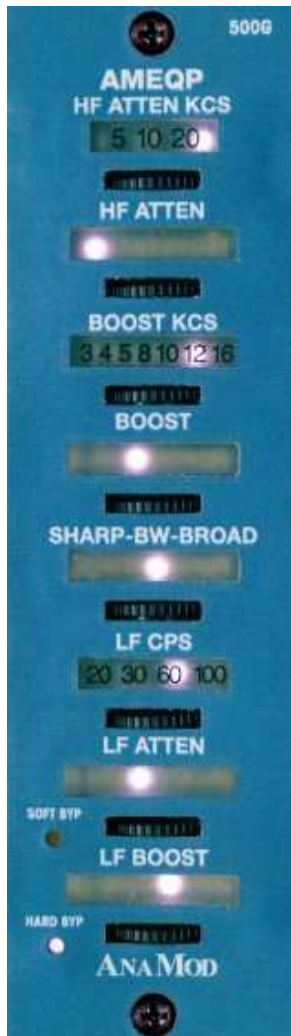 500G
AMEQP
HF ATTEN KCS
5 10 20
HF ATTEN
BOOST KCS
3 4 5 8 10 12 16
BOOST
SHARP-BW-BROAD
LF CPS
20 30 60 100
LF ATTEN
SOFT BYP
LF BOOST
HARD BYP
ANAMOD